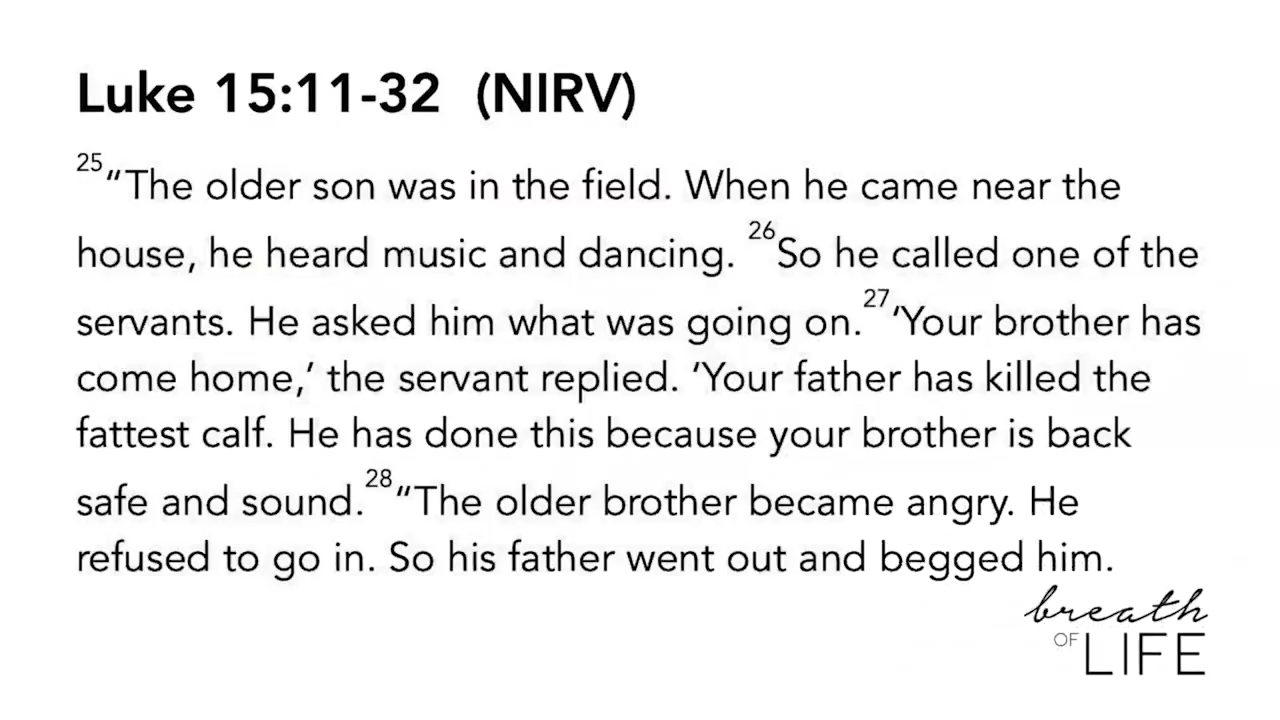 Luke 15:11-32 (NIRV)
25“The older son was in the field. When he came near the
house, he heard music and dancing. 26So he called one of the
servants. He asked him what was going on.27‘Your brother has
come home,’ the servant replied. ‘Your father has killed the
fattest calf. He has done this because your brother is back
safe and sound.28“The older brother became angry. He
refused to go in. So his father went out and begged him.
breath
OF LIFE